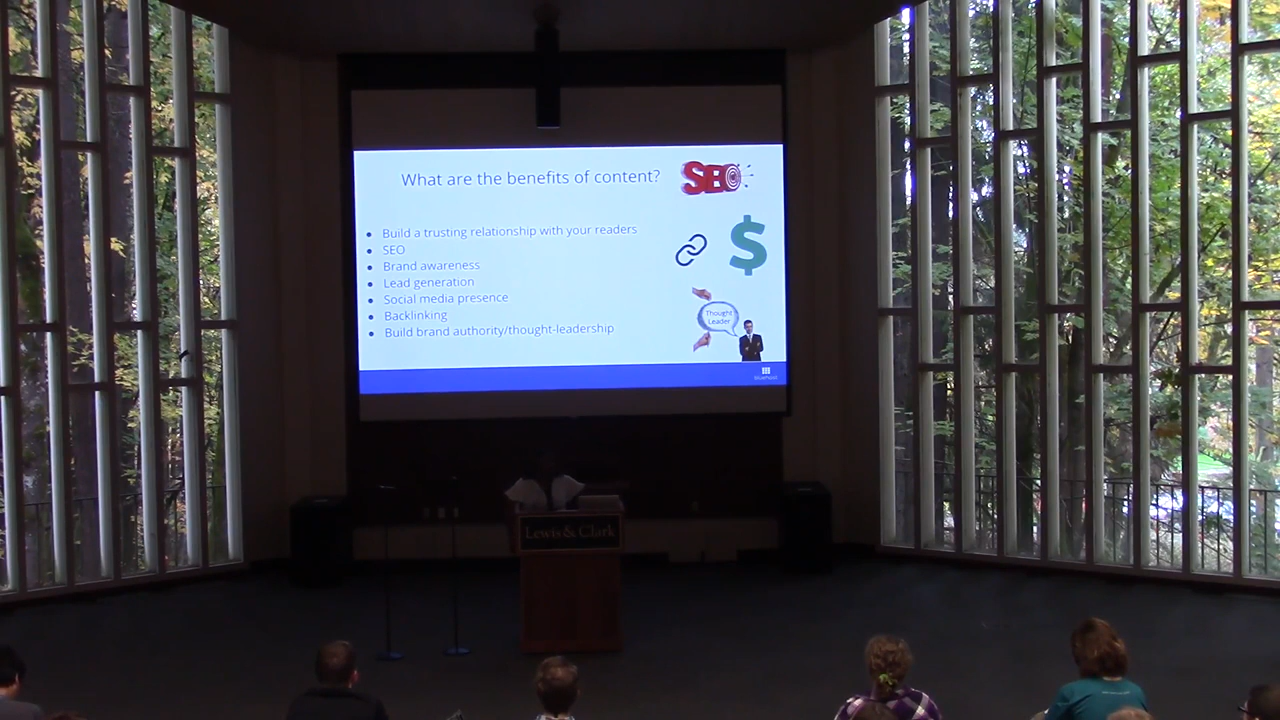 What are the benefits of content?
SEO
● Build a trusting relationship with your readers
● SEO
● Brand awareness
● Lead generation
● Social media presence
● Backlinking
● Build brand authority/thought-leadership
$
Thought
Leader
Lewis & Clark